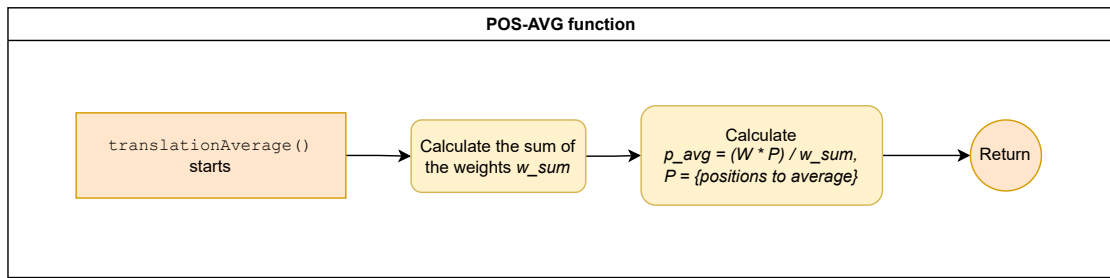 POS-AVG function
translationAverage()
starts
Calculate the sum of
the weights w_sum
Calculate
p_avg = (W * P) / w_sum,
P = {positions to average}
Return